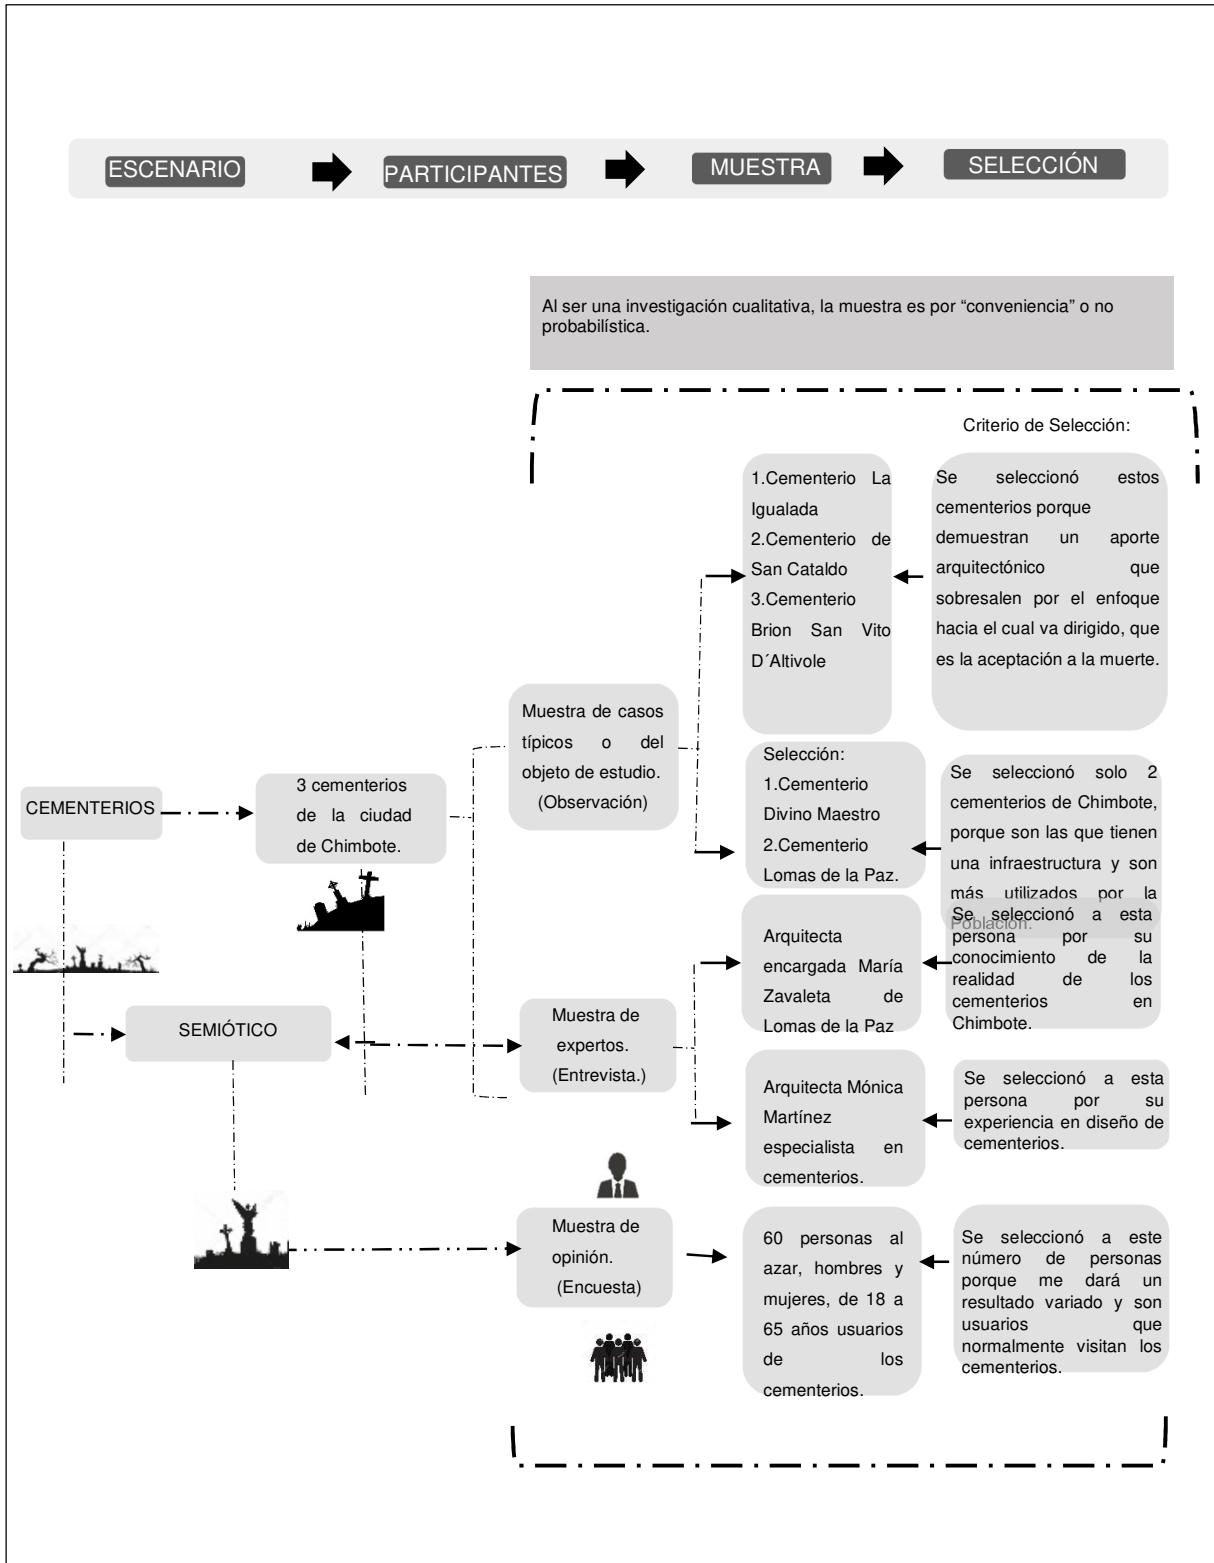 ESCENARIO
PARTICIPANTES
MUESTRA
SELECCIÓN
Al ser una investigación cualitativa, la muestra es por “conveniencia” o no
probabilística.
Criterio de Selección:
1.Cementerio La
Igualada
2.Cementerio de
San Cataldo
3.Cementerio
Brion San Vito
D´Altivole
Se seleccionó estos
cementerios porque
demuestran un aporte
arquitectónico que
sobresalen por el enfoque
hacia el cual va dirigido, que
es la aceptación a la muerte.
Muestra de casos
típicos o del
objeto de estudio.
(Observación)
Selección:
1.Cementerio
Divino Maestro
2.Cementerio
Lomas de la Paz.
Se seleccionó solo 2
cementerios de Chimbote,
porque son las que tienen
una infraestructura y son
más utilizados por la
Población.
CEMENTERIOS
3 cementerios
de la ciudad
de Chimbote.
SEMIÓTICO
Muestra de
expertos.
(Entrevista.)
Arquitecta
encargada María
Zavaleta de
Lomas de la Paz
Se seleccionó a esta
persona por su
conocimiento de la
realidad de los
cementerios en
Chimbote.
Arquitecta Mónica
Martínez
especialista en
cementerios.
Se seleccionó a esta
persona por su
experiencia en diseño de
cementerios.
Muestra de
opinión.
(Encuesta)
60 personas al
azar, hombres y
mujeres, de 18 a
65 años usuarios
de los
cementerios.
Se seleccionó a este
número de personas
porque me dará un
resultado variado y son
usuarios que
normalmente visitan los
cementerios.